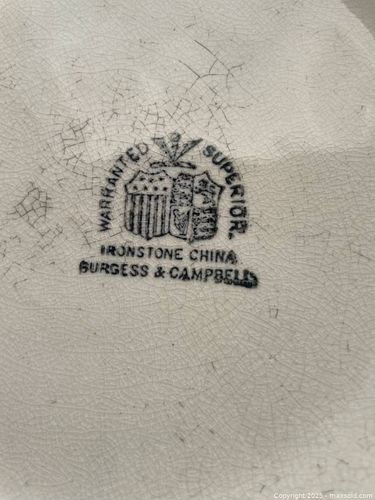 WARRANTED SUPERIOR.
IRONSTONE CHINA
BURGESS & CAMPBELL
Copyright 2025 - maxsold.com